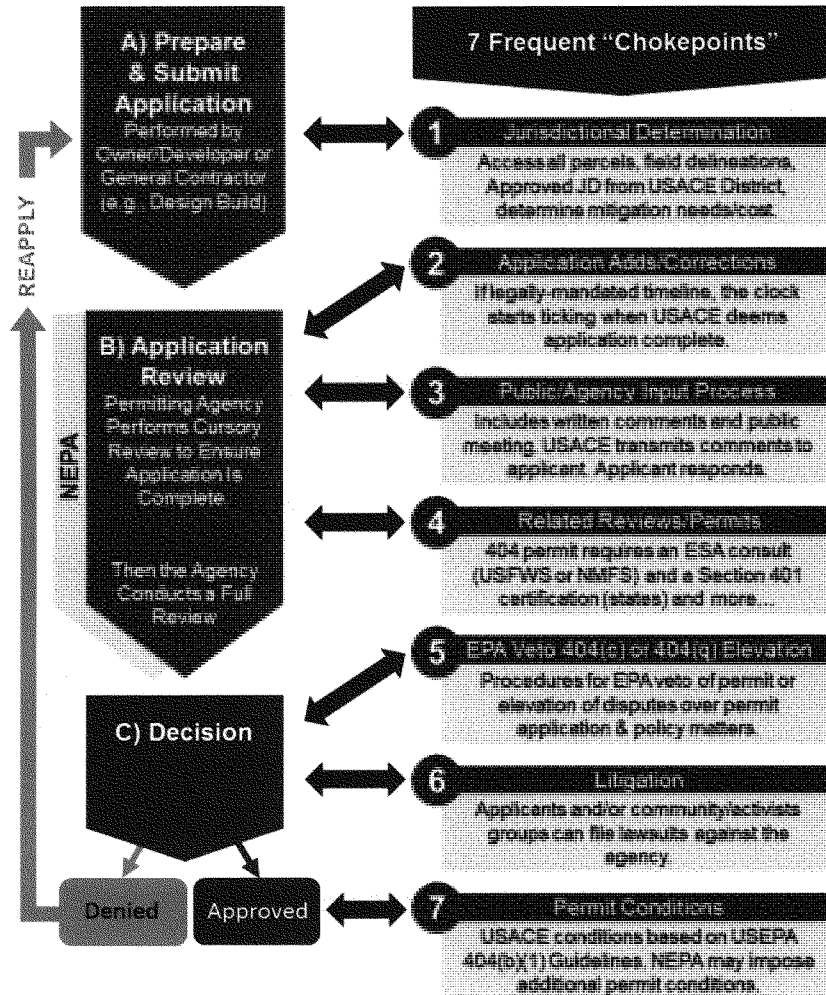 A) Prepare
& Submit
Application
Performed by
Owner/Developer or
General Contractor
(e.g., Design Build)
REAPPLY
B) Application
Review
Permitting Agency
Performs Cursory
Review to Ensure
Application Is
Complete
Then the Agency
Conducts a Full
Review
NEPA
C) Decision
Denied
Approved
7 Frequent “Chokepoints”
1
Jurisdictional Determination
Access all parcels, field delineations,
Approved JD from USACE District,
determine mitigation needs/cost.
2
Application Adds/Corrections
If legally-mandated timeline, the clock
starts ticking when USACE deems
application complete.
3
Public/Agency Input Process
Includes written comments and public
meeting. USACE transmits comments to
applicant. Applicant responds.
4
Related Reviews/Permits
404 permit requires an ESA consult
(USFWS or NMFS) and a Section 401
certification (states) and more...
5
EPA Veto 404(c) or 404(q) Elevation
Procedures for EPA veto of permit or
elevation of disputes over permit
application & policy matters.
6
Litigation
Applicants and/or community/activists
groups can file lawsuits against the
agency.
7
Permit Conditions
USACE conditions based on USEPA
404(b)(1) Guidelines. NEPA may impose
additional permit conditions.